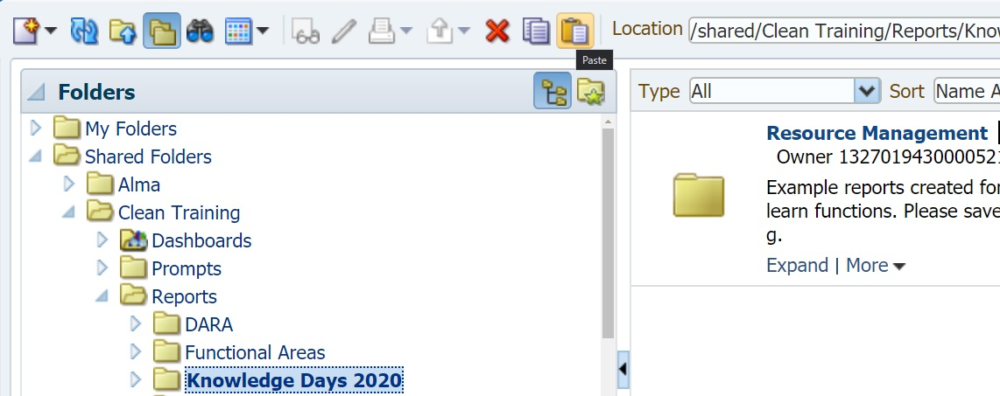 Location /shared/Clean Training/Reports/Know
Paste
Folders
My Folders
Shared Folders
Alma
Clean Training
Dashboards
Prompts
Reports
DARA
Functional Areas
Knowledge Days 2020
Type All Sort Name A
Resource Management
Owner 1327019430000521
Example reports created for
learn functions. Please save
g.
Expand | More